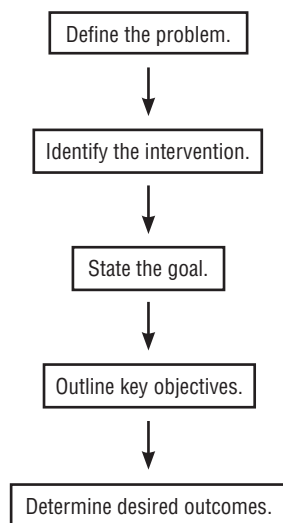 Define the problem.
Identify the intervention.
State the goal.
Outline key objectives.
Determine desired outcomes.